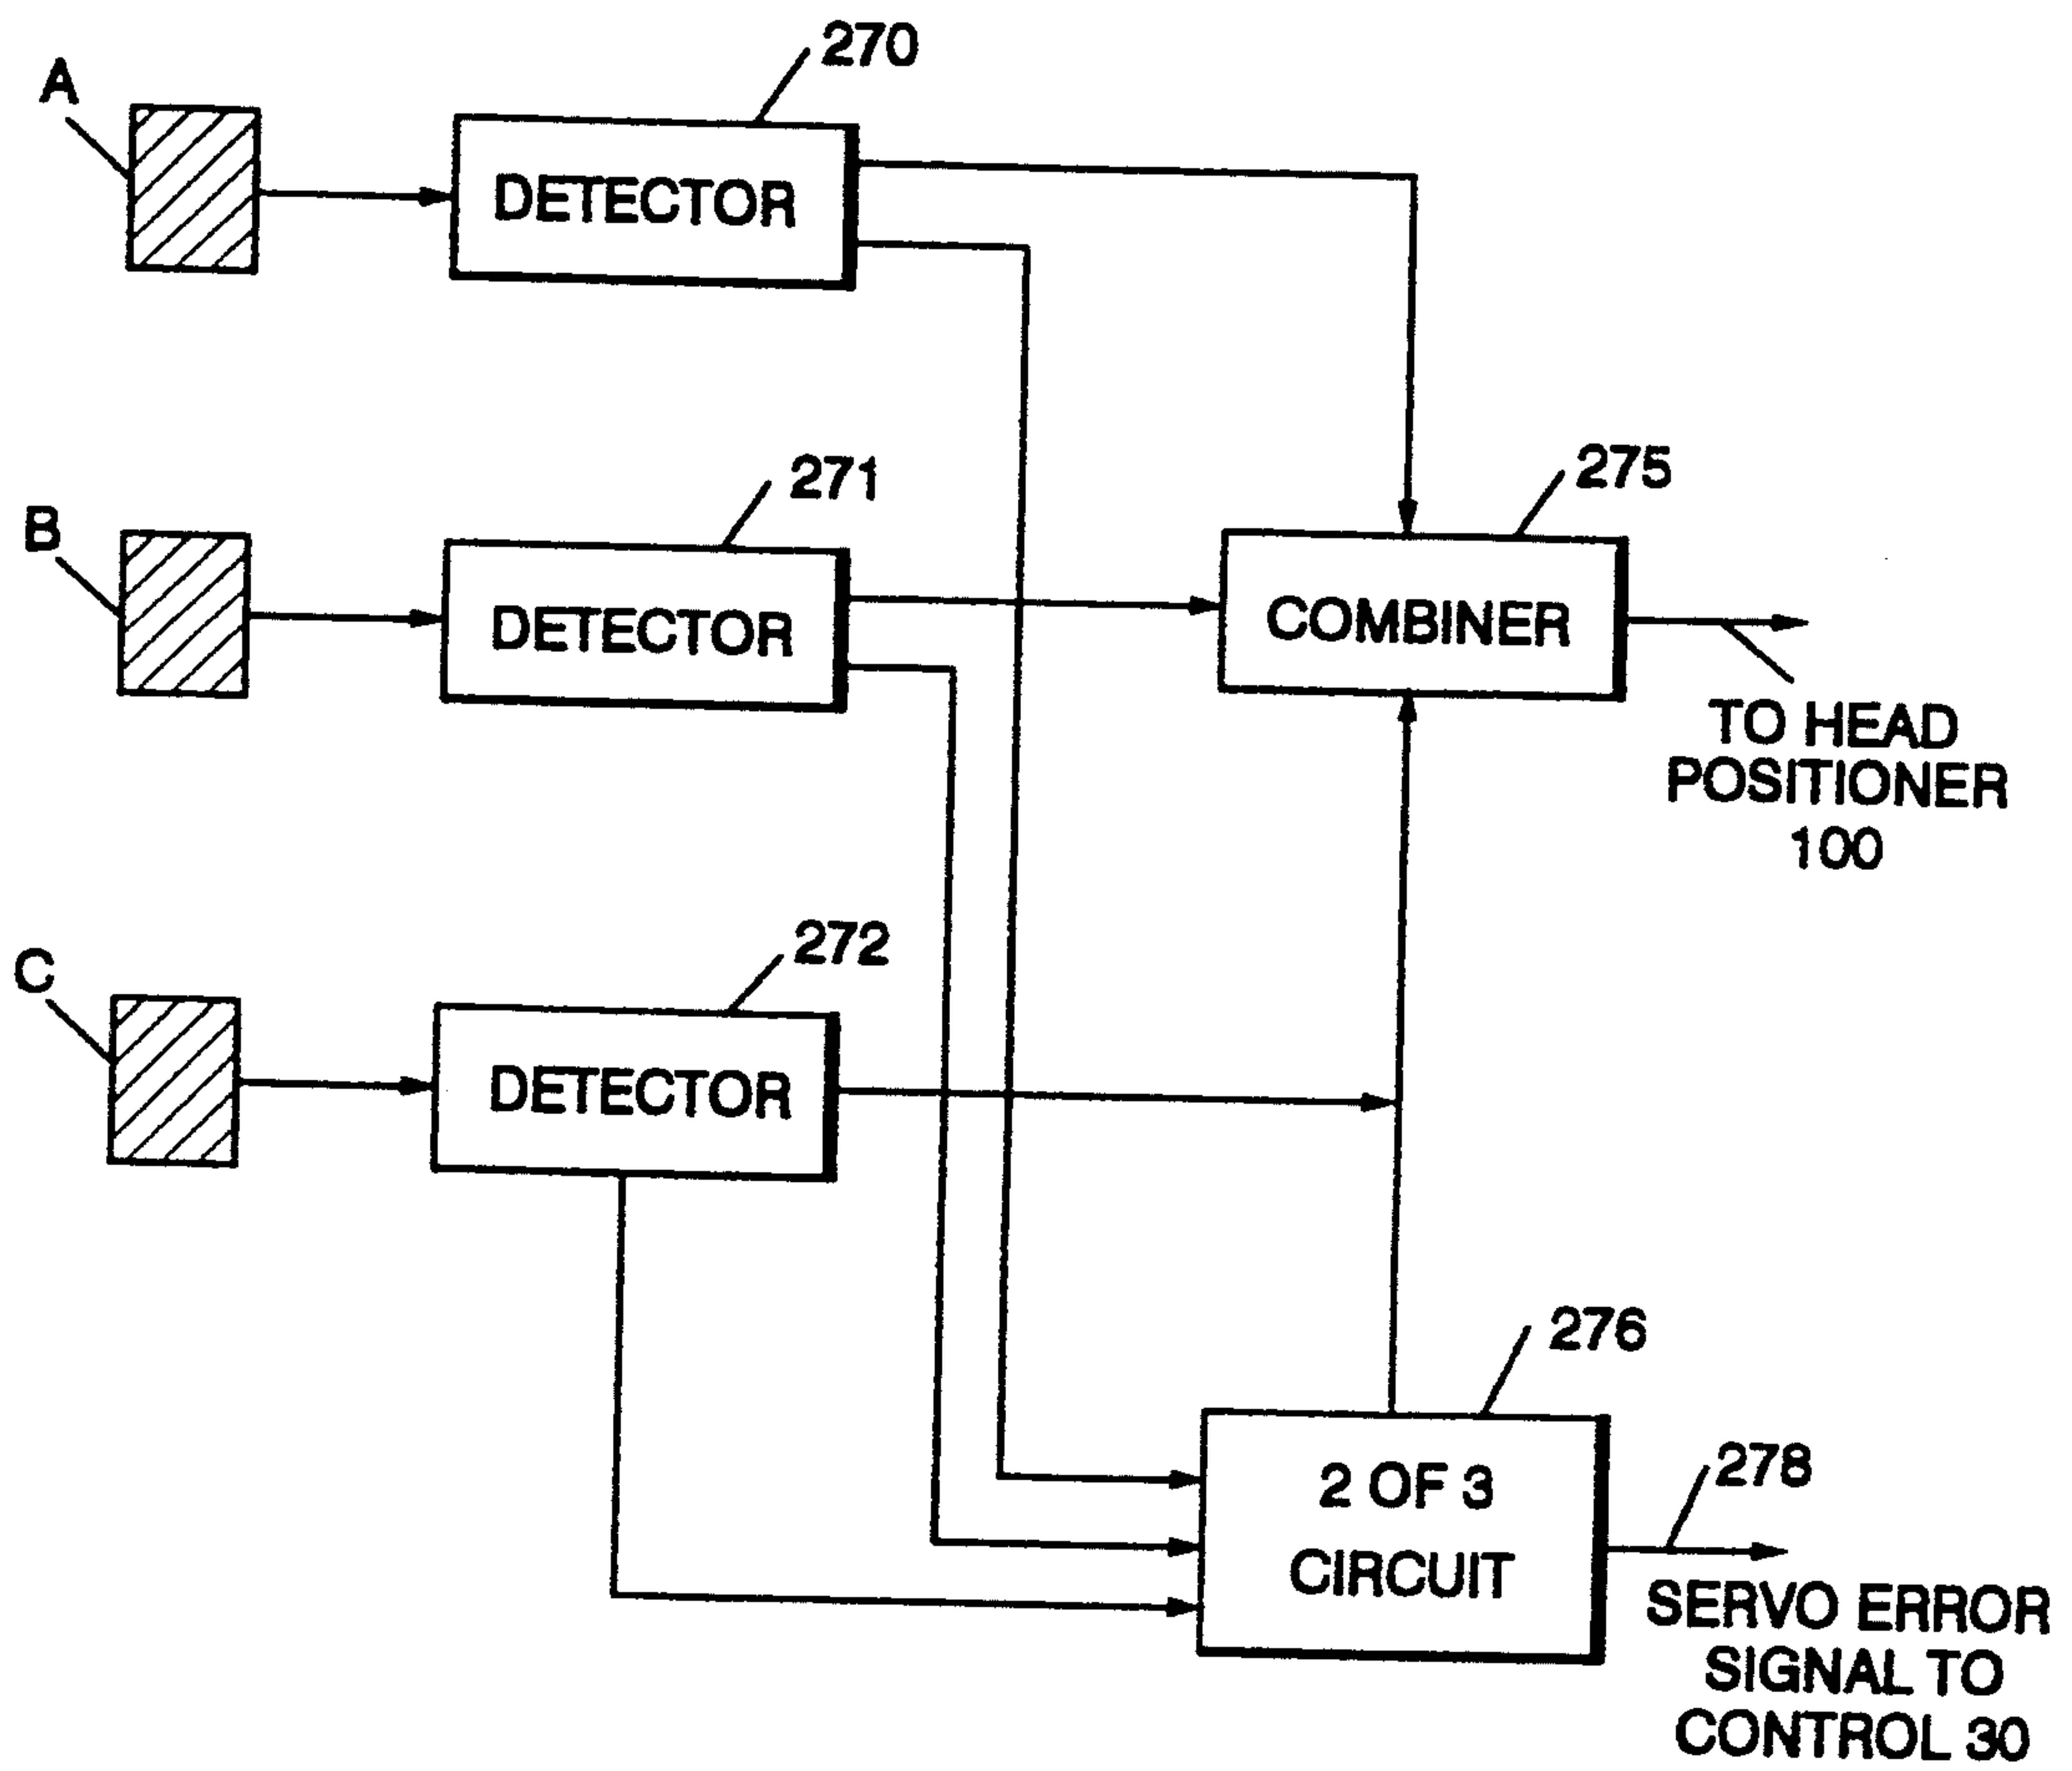 270
A
DETECTOR
271
B
DETECTOR
275
COMBINER
TO HEAD
POSITIONER
100
272
C
DETECTOR
276
2 OF 3
CIRCUIT
278
SERVO ERROR
SIGNAL TO
CONTROL 30